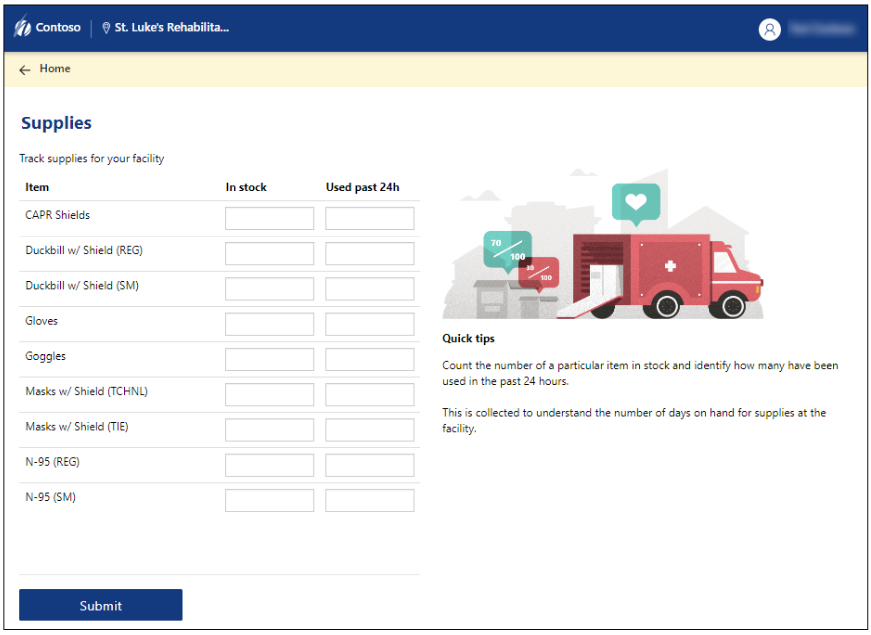 Contoso
St. Luke's Rehabilita...
← Home
Supplies
Track supplies for your facility
Item In stock Used past 24h
CAPR Shields
Duckbill w/ Shield (REG)
Duckbill w/ Shield (SM)
Gloves
Goggles
Masks w/ Shield (TCHNL)
Masks w/ Shield (TIE)
N-95 (REG)
N-95 (SM)
Submit
70
100
30
100
Quick tips
Count the number of a particular item in stock and identify how many have been
used in the past 24 hours.
This is collected to understand the number of days on hand for supplies at the
facility.